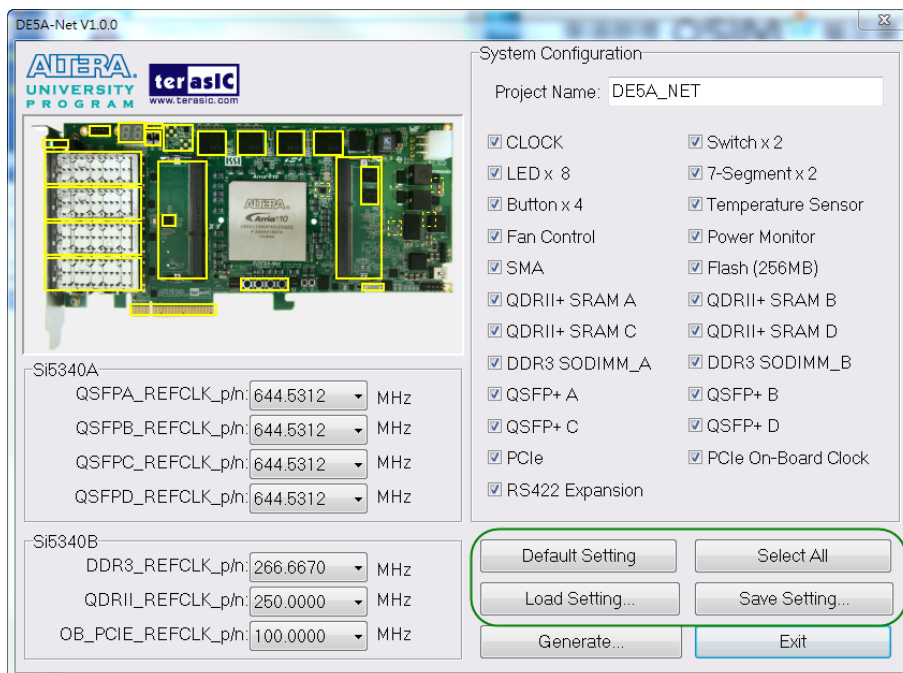 DE5A-Net V1.0.0
ALTERA.
UNIVERSITY
PROGRAM
terasIC
www.terasic.com
ISSI
ALTERA
Arria 10
System Configuration
Project Name: DE5A_NET
CLOCK Switch x 2
LED x 8 7-Segment x 2
Button x 4 Temperature Sensor
Fan Control Power Monitor
SMA Flash (256MB)
QDRII+ SRAM A QDRII+ SRAM B
QDRII+ SRAM C QDRII+ SRAM D
DDR3 SODIMM_A DDR3 SODIMM_B
QSFP+ A QSFP+ B
QSFP+ C QSFP+ D
PCIe PCIe On-Board Clock
RS422 Expansion
Si5340A
QSFPA_REFCLK_p/n: 644.5312 MHz
QSFPB_REFCLK_p/n: 644.5312 MHz
QSFPC_REFCLK_p/n: 644.5312 MHz
QSFPD_REFCLK_p/n: 644.5312 MHz
Si5340B
DDR3_REFCLK_p/n: 266.6670 MHz
QDRII_REFCLK_p/n: 250.0000 MHz
OB_PCIE_REFCLK_p/n: 100.0000 MHz
Default Setting Select All
Load Setting... Save Setting...
Generate... Exit